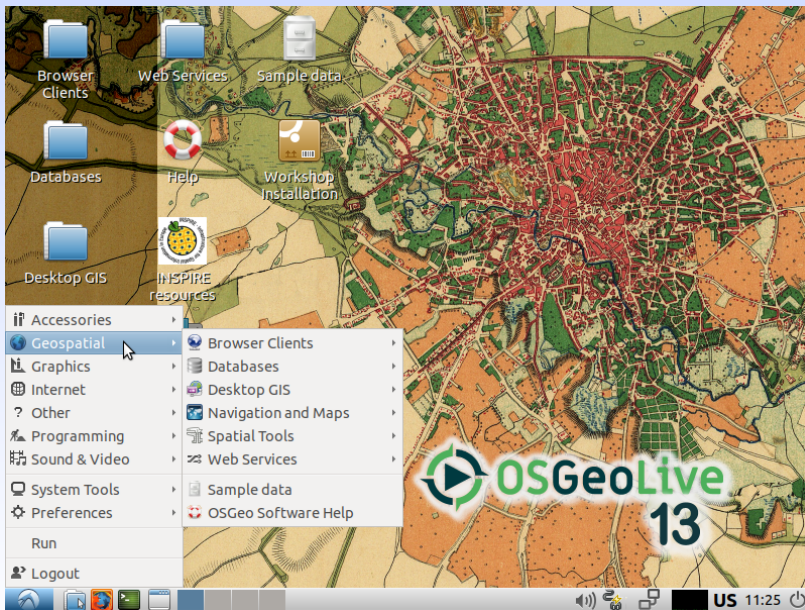 Browser
Clients
Web Services
Sample data
Databases
Help
Workshop
Installation
Desktop GIS
INSPIRE
resources
Accessories
Geospatial
Graphics
Internet
Other
Programming
Sound & Video
System Tools
Preferences
Run
Logout
Browser Clients
Databases
Desktop GIS
Navigation and Maps
Spatial Tools
Web Services
Sample data
OSGeo Software Help
OSGeoLive
13
US 11:25